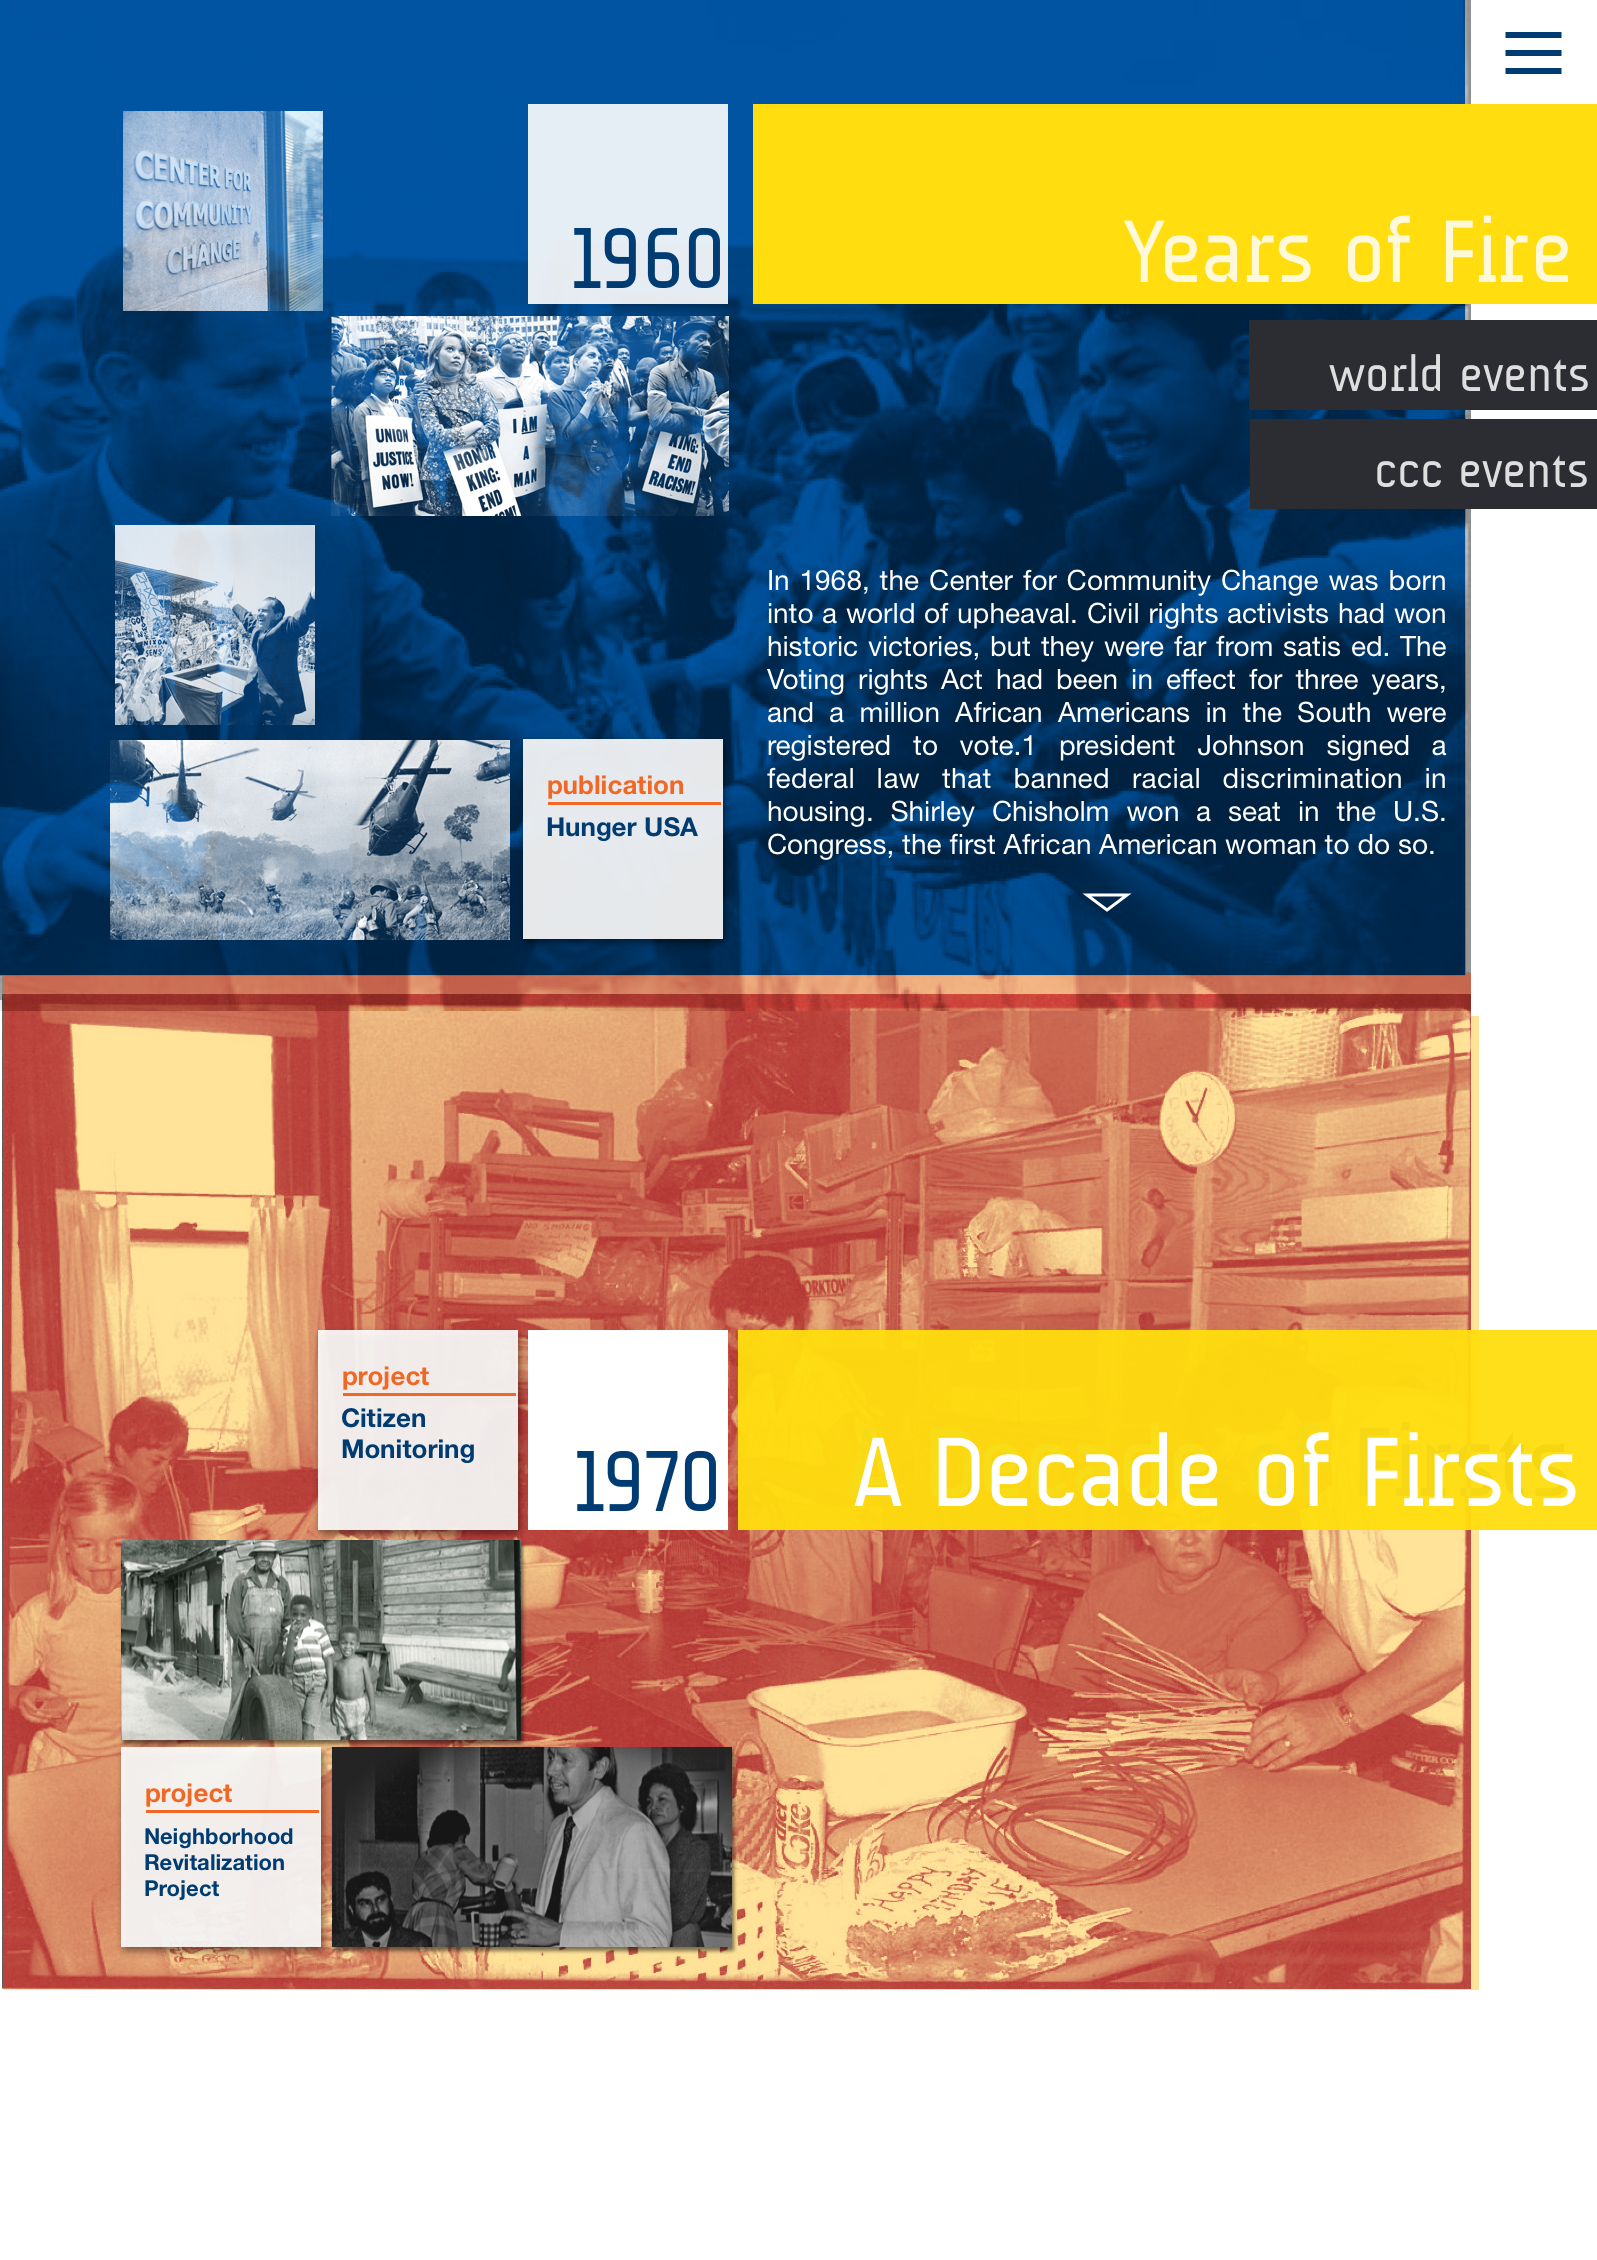 CENTER FOR
COMMUNITY
CHANGE
1960
Years of Fire
world events
ccc events
UNION
JUSTICE
NOW!
HONOR
KING:
END
I AM
A
MAN
KING:
END
RACISM!
GOP
NIXON
In 1968, the Center for Community Change was born
into a world of upheaval. Civil rights activists had won
historic victories, but they were far from satis ed. The
Voting rights Act had been in effect for three years,
and a million African Americans in the South were
registered to vote.1 president Johnson signed a
federal law that banned racial discrimination in
housing. Shirley Chisholm won a seat in the U.S.
Congress, the first African American woman to do so.
publication
Hunger USA
NO SMOKING
project
Citizen
Monitoring
1970
A Decade of Firsts
project
Neighborhood
Revitalization
Project
diet
Coke
HAPPY